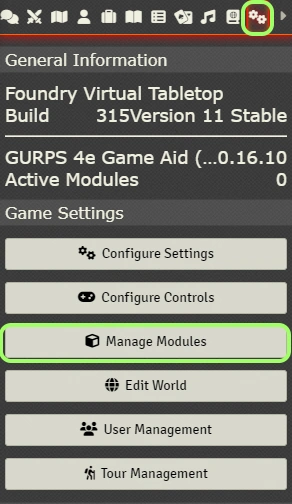 General Information
Foundry Virtual Tabletop
Build 315Version 11 Stable
GURPS 4e Game Aid (...0.16.10
Active Modules 0
Game Settings
Configure Settings
Configure Controls
Manage Modules
Edit World
User Management
Tour Management